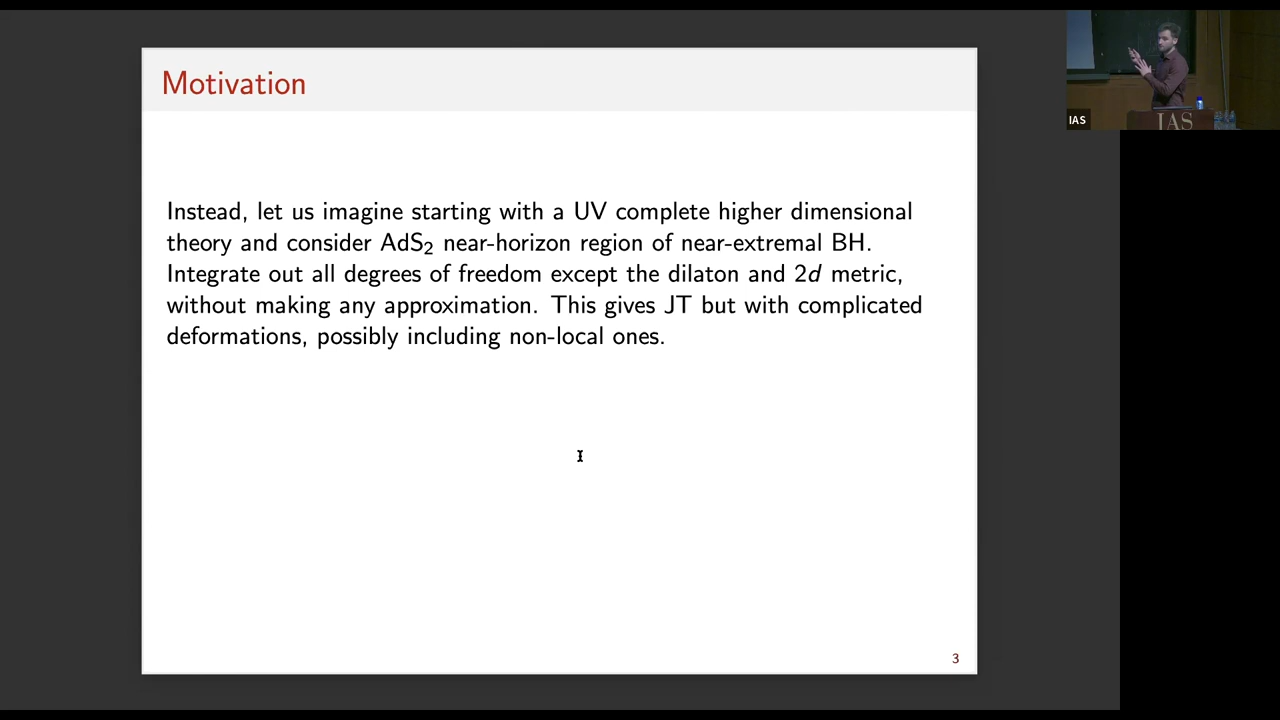 Motivation
Instead, let us imagine starting with a UV complete higher dimensional
theory and consider AdS₂ near-horizon region of near-extremal BH.
Integrate out all degrees of freedom except the dilaton and 2d metric,
without making any approximation. This gives JT but with complicated
deformations, possibly including non-local ones.
3
IAS
IAS